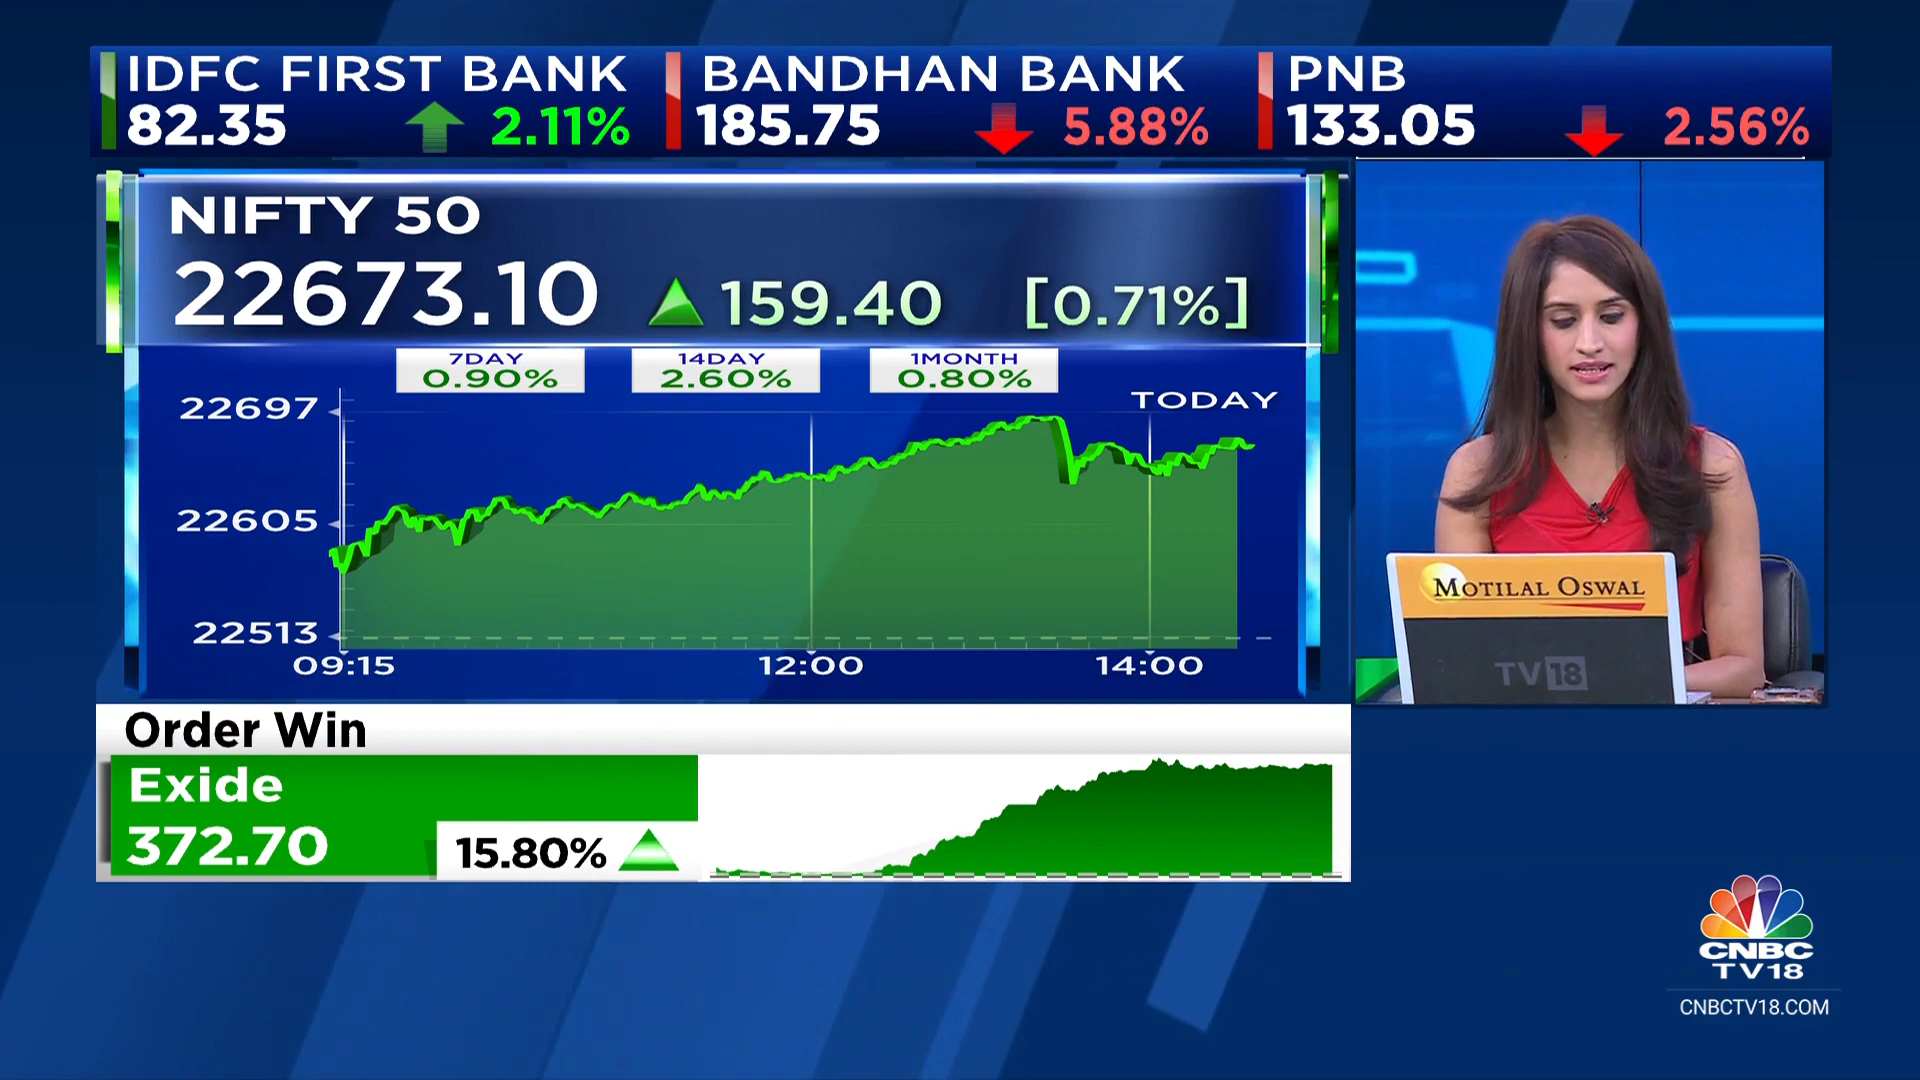 IDFC FIRST BANK
82.35 2.11%
BANDHAN BANK
185.75 5.88%
PNB
133.05 2.56%
NIFTY 50
22673.10 159.40 [0.71%]
7DAY
0.90%
14DAY
2.60%
1MONTH
0.80%
TODAY
22697
22605
22513
09:15 12:00 14:00
Order Win
Exide
372.70
15.80%
MOTILAL OSWAL
TV18
CNBC
TV18
CNBCTV18.COM